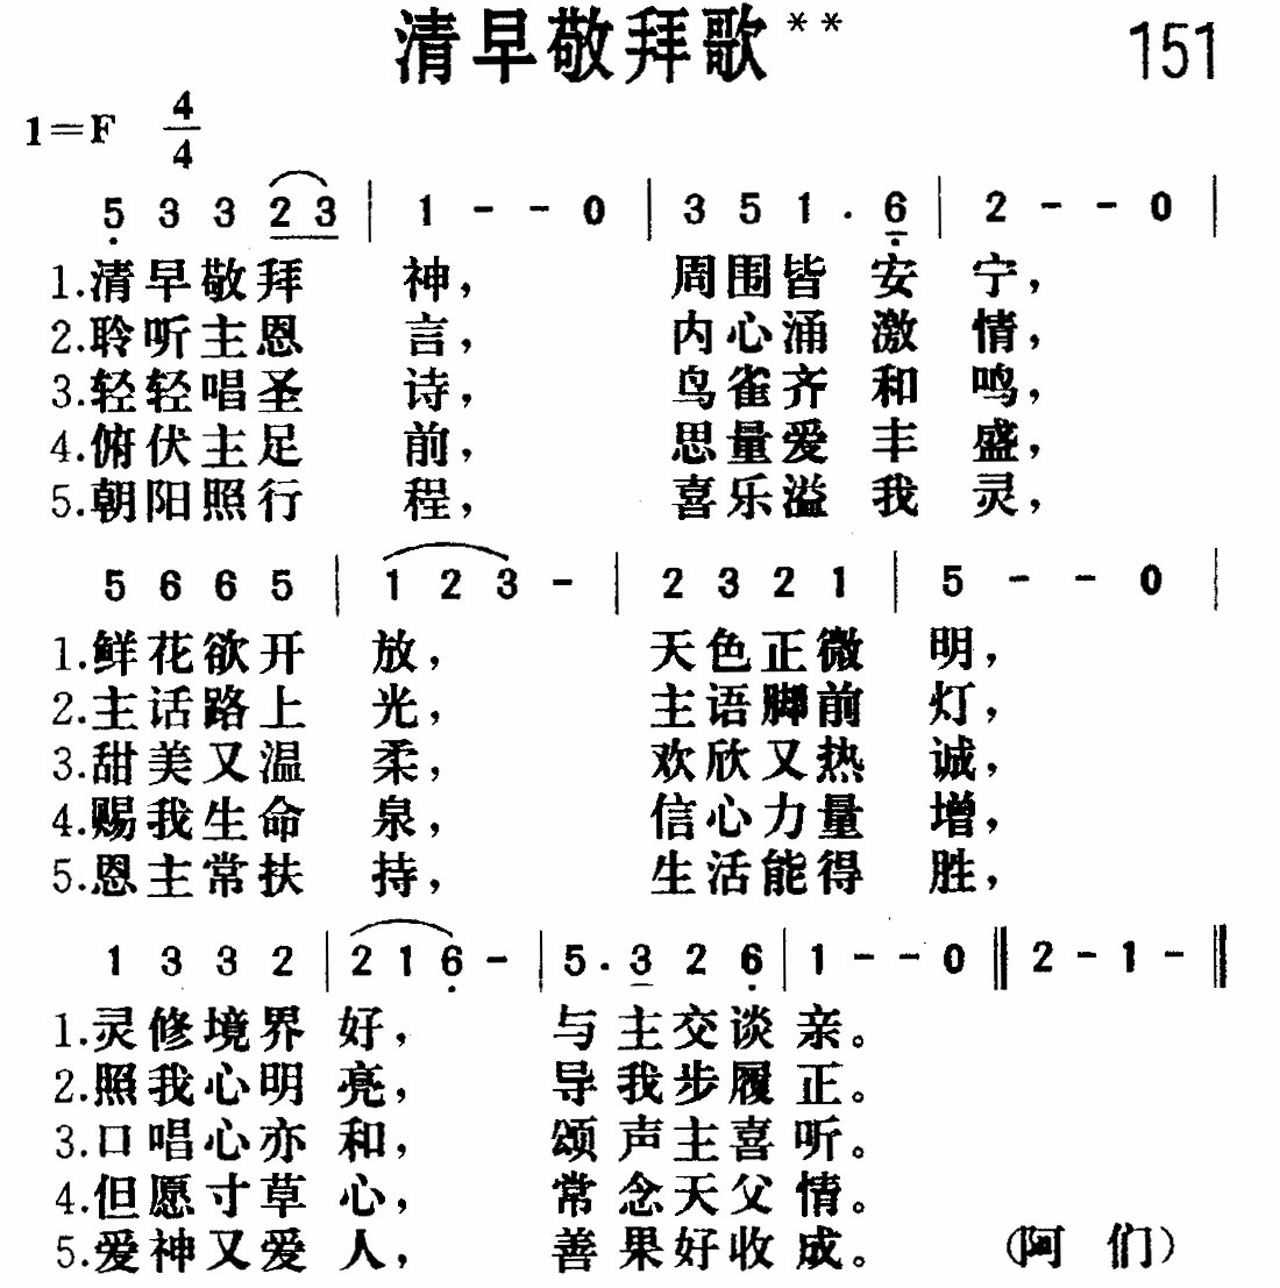 清早敬拜歌** 151
1=F 4/4
5̣ 3 3 2 3 | 1 - - 0 | 3 5 1 . 6̣ | 2 - - 0 |
1.清早敬拜 神, 周围皆 安 宁,
2.聆听主恩 言, 内心涌 激 情,
3.轻轻唱圣 诗, 鸟雀齐 和 鸣,
4.俯伏主足 前, 思量爱 丰 盛,
5.朝阳照行 程, 喜乐溢 我 灵,
5 6 6 5 | 1 2 3 - | 2 3 2 1 | 5 - - 0 |
1.鲜花欲开 放, 天色正微 明,
2.主话路上 光, 主语脚前 灯,
3.甜美又温 柔, 欢欣又热 诚,
4.赐我生命 泉, 信心力量 增,
5.恩主常扶 持, 生活能得 胜,
1 3 3 2 | 2 1 6̣ - | 5 . 3 2 6̣ | 1 - - 0 ‖ 2 - 1 - ‖
1.灵修境界 好, 与 主交谈 亲。
2.照我心明 亮, 导 我步履 正。
3.口唱心亦 和, 颂 声主喜 听。
4.但愿寸草 心, 常 念天父 情。
5.爱神又爱 人, 善 果好收 成。 (阿 们)